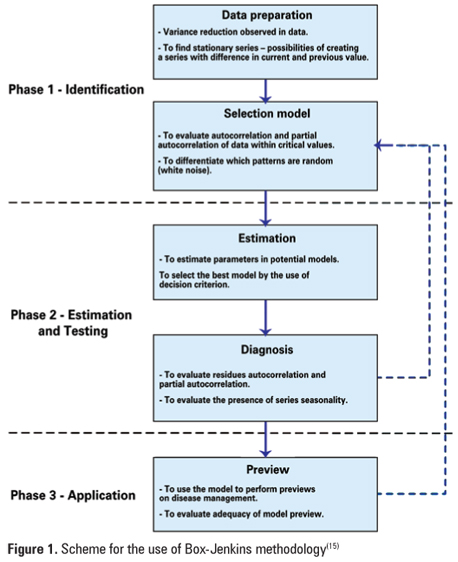 Data preparation
- Variance reduction observed in data.
- To find stationary series – possibilities of creating
a series with difference in current and previous value.
Phase 1 - Identification
Selection model
- To evaluate autocorrelation and partial
autocorrelation of data within critical values.
- To differentiate which patterns are random
(white noise).
Estimation
- To estimate parameters in potential models.
To select the best model by the use of
decision criterion.
Phase 2 - Estimation
and Testing
Diagnosis
- To evaluate residues autocorrelation and
partial autocorrelation.
- To evaluate the presence of series seasonality.
Preview
- To use the model to perform previews
on disease management.
- To evaluate adequacy of model preview.
Phase 3 - Application
Figure 1. Scheme for the use of Box-Jenkins methodology(15)